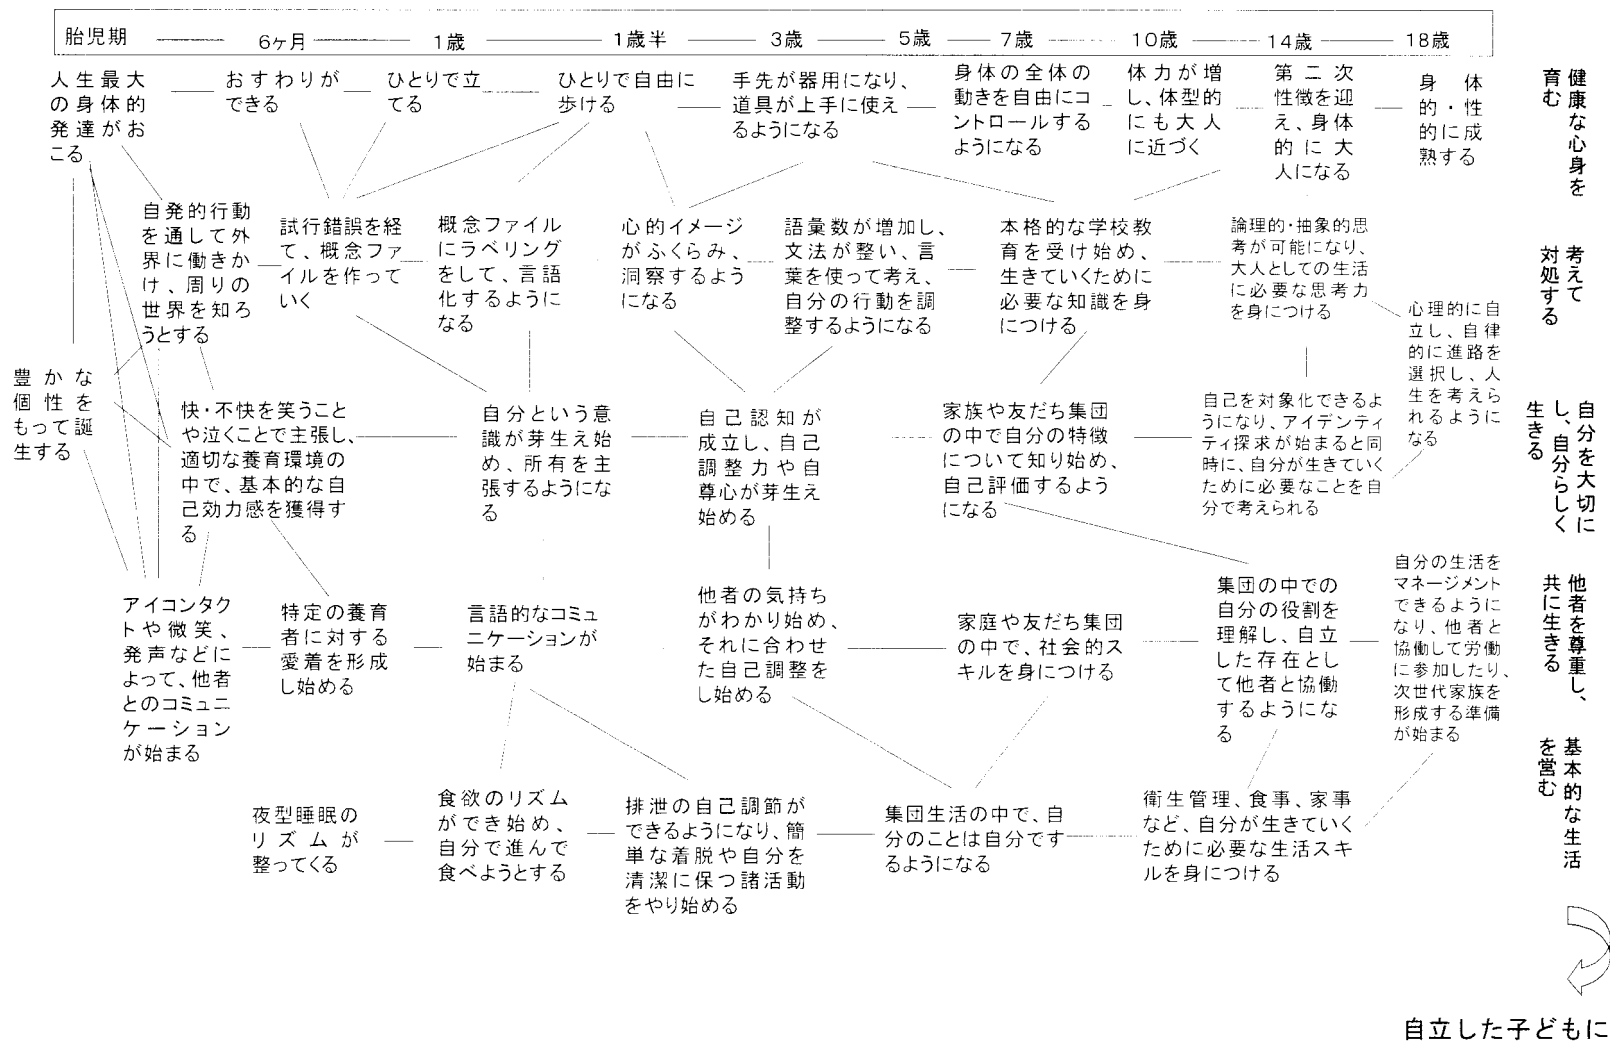 胎児期
6ヶ月
1歳
1歳半
3歳
5歳
7歳
10歳
14歳
18歳
人生最大
の身体的
発達がお
こる
おすわりが
できる
ひとりで立
てる
ひとりで自由に
歩ける
手先が器用になり、
道具が上手に使え
るようになる
身体の全体の
動きを自由にコ
ントロールする
ようになる
体力が増
し、体型的
にも大人
に近づく
第二次
性徴を迎
え、身体
的に大
人になる
身体
的・性
的に成
熟する
健康な心身を
育む
自発的行動
を通して外
界に働きか
け、周りの
世界を知ろ
うとする
試行錯誤を経
て、概念ファ
イルを作って
いく
概念ファイル
にラベリング
をして、言語
化するように
なる
心的イメージ
がふくらみ、
洞察するよう
になる
語彙数が増加し、
文法が整い、言
葉を使って考え、
自分の行動を調
整するようになる
本格的な学校教
育を受け始め、
生きていくために
必要な知識を身
につける
論理的・抽象的思
考が可能になり、
大人としての生活
に必要な思考力
を身につける
心理的に自
立し、自律
的に進路を
選択し、人
生を考えら
れるように
なる
考えて
対処する
豊かな
個性を
もって誕
生する
快・不快を笑うこと
や泣くことで主張し、
適切な養育環境の
中で、基本的な自
己効力感を獲得す
る
自分という意
識が芽生え始
め、所有を主
張するようにな
る
自己認知が
成立し、自己
調整力や自
尊心が芽生え
始める
家族や友だち集団
の中で自分の特徴
について知り始め、
自己評価するよう
になる
自己を対象化できるよ
うになり、アイデンティ
ティ探求が始まると同
時に、自分が生きていく
ために必要なことを自
分で考えられる
自分を大切に
し、自分らしく
生きる
アイコンタク
トや微笑、
発声などに
よって、他者
とのコミュニ
ケーション
が始まる
特定の養育
者に対する
愛着を形成
し始める
言語的なコミュ
ニケーションが
始まる
他者の気持ち
がわかり始め、
それに合わせ
た自己調整を
し始める
家庭や友だち集団
の中で、社会的ス
キルを身につける
集団の中での
自分の役割を
理解し、自立
した存在とし
て他者と協働
するようにな
る
自分の生活を
マネージメント
できるように
なり、他者と
協働して労働
に参加したり、
次世代家族を
形成する準備
が始まる
他者を尊重し、
共に生きる
夜型睡眠の
リズムが
整ってくる
食欲のリズム
ができ始め、
自分で進んで
食べようとする
排泄の自己調節が
できるようになり、簡
単な着脱や自分を
清潔に保つ諸活動
をやり始める
集団生活の中で、自
分のことは自分です
るようになる
衛生管理、食事、家事
など、自分が生きていく
ために必要な生活スキ
ルを身につける
基本的な生活
を営む
自立した子どもに